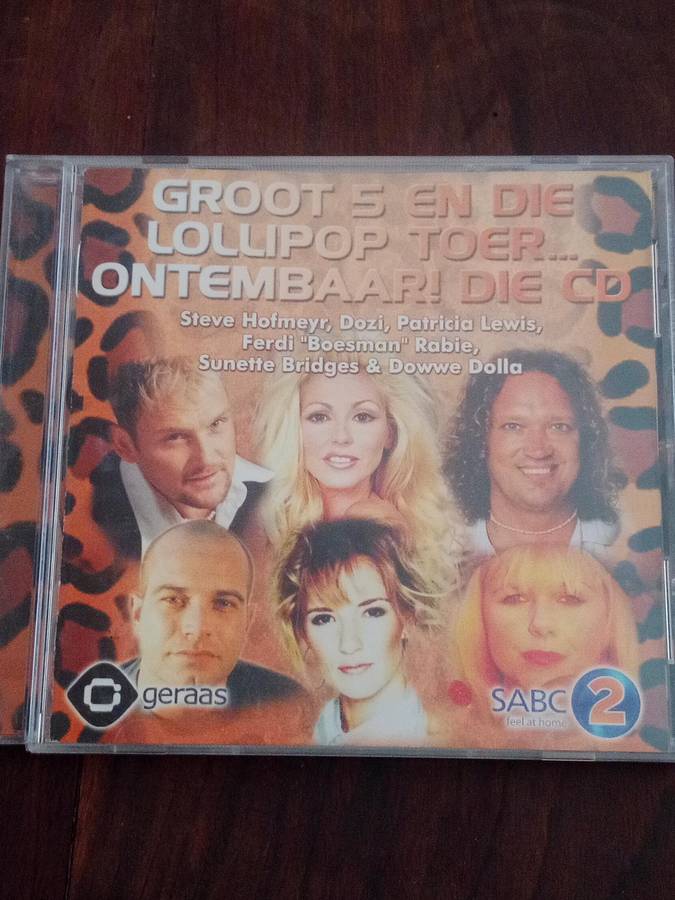 GROOT 5 EN DIE
LOLLIPOP TOER...
ONTEMBAAR! DIE CD
Steve Hofmeyr, Dozi, Patricia Lewis,
Ferdi "Boesman" Rabie,
Sunette Bridges & Dowwe Dolla
geraas
SABC 2
feel at home